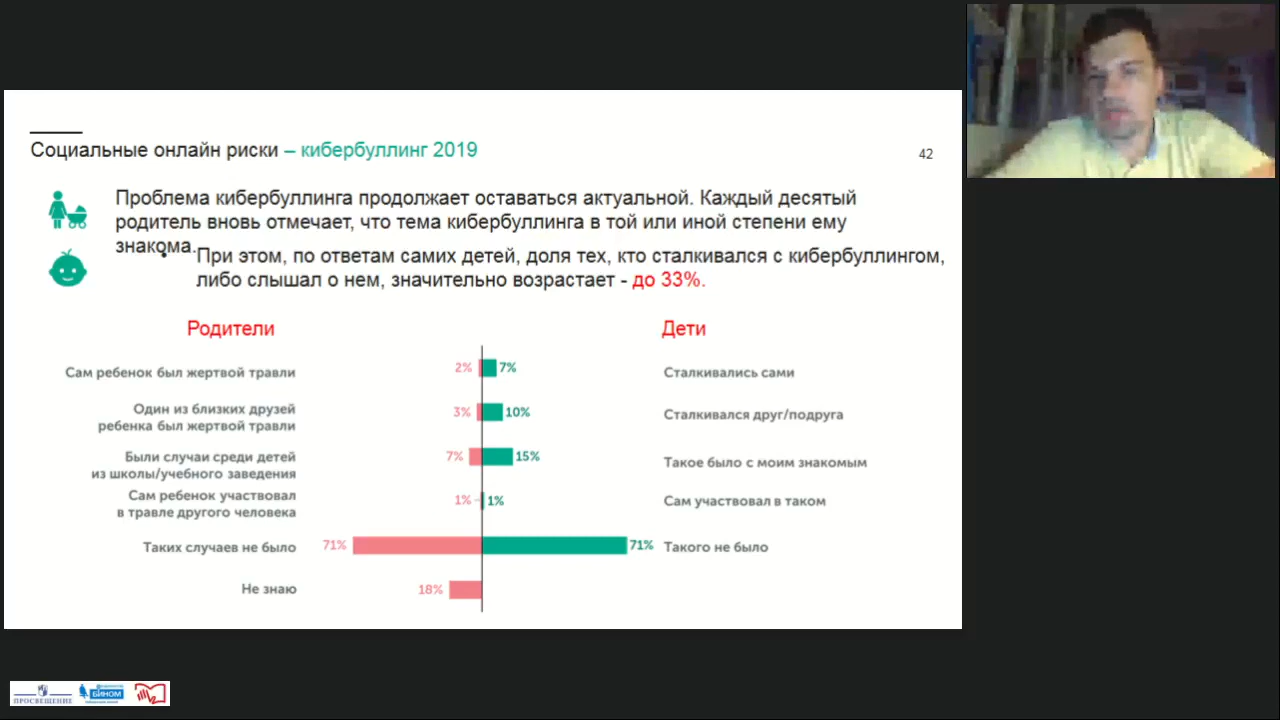 Социальные онлайн риски – кибербуллинг 2019
42
Проблема кибербуллинга продолжает оставаться актуальной. Каждый десятый
родитель вновь отмечает, что тема кибербуллинга в той или иной степени ему
знакома.
• При этом, по ответам самих детей, доля тех, кто сталкивался с кибербуллингом,
либо слышал о нем, значительно возрастает - до 33%.
Родители
Дети
Сам ребенок был жертвой травли 2% 7% Сталкивались сами
Один из близких друзей
ребенка был жертвой травли 3% 10% Сталкивался друг/подруга
Были случаи среди детей
из школы/учебного заведения 7% 15% Такое было с моим знакомым
Сам ребенок участвовал
в травле другого человека 1% 1% Сам участвовал в таком
Таких случаев не было 71% 71% Такого не было
Не знаю 18%
ПРОСВЕЩЕНИЕ
БИНОМ